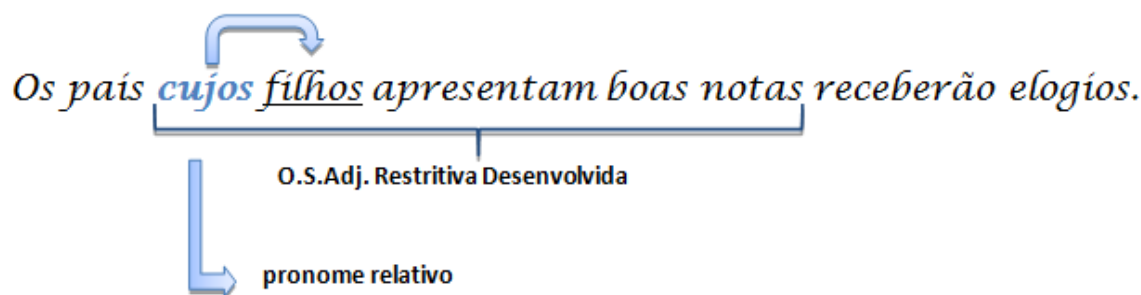 Os pais cujos filhos apresentam boas notas receberão elogios.
O.S.Adj. Restritiva Desenvolvida
pronome relativo